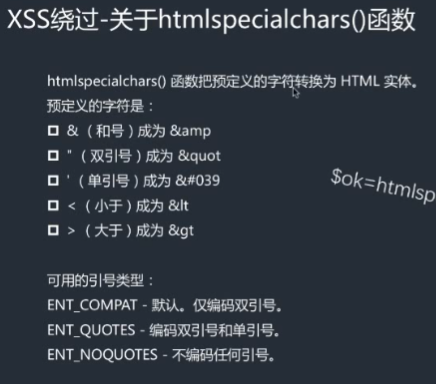 XSS绕过-关于htmlspecialchars()函数
htmlspecialchars() 函数把预定义的字符转换为 HTML 实体。
预定义的字符是：
& （和号）成为 &amp
" （双引号）成为 &quot
' （单引号）成为 &#039
< （小于）成为 &lt
> （大于）成为 &gt
$ok=htmlsp
可用的引号类型：
ENT_COMPAT - 默认。仅编码双引号。
ENT_QUOTES - 编码双引号和单引号。
ENT_NOQUOTES - 不编码任何引号。